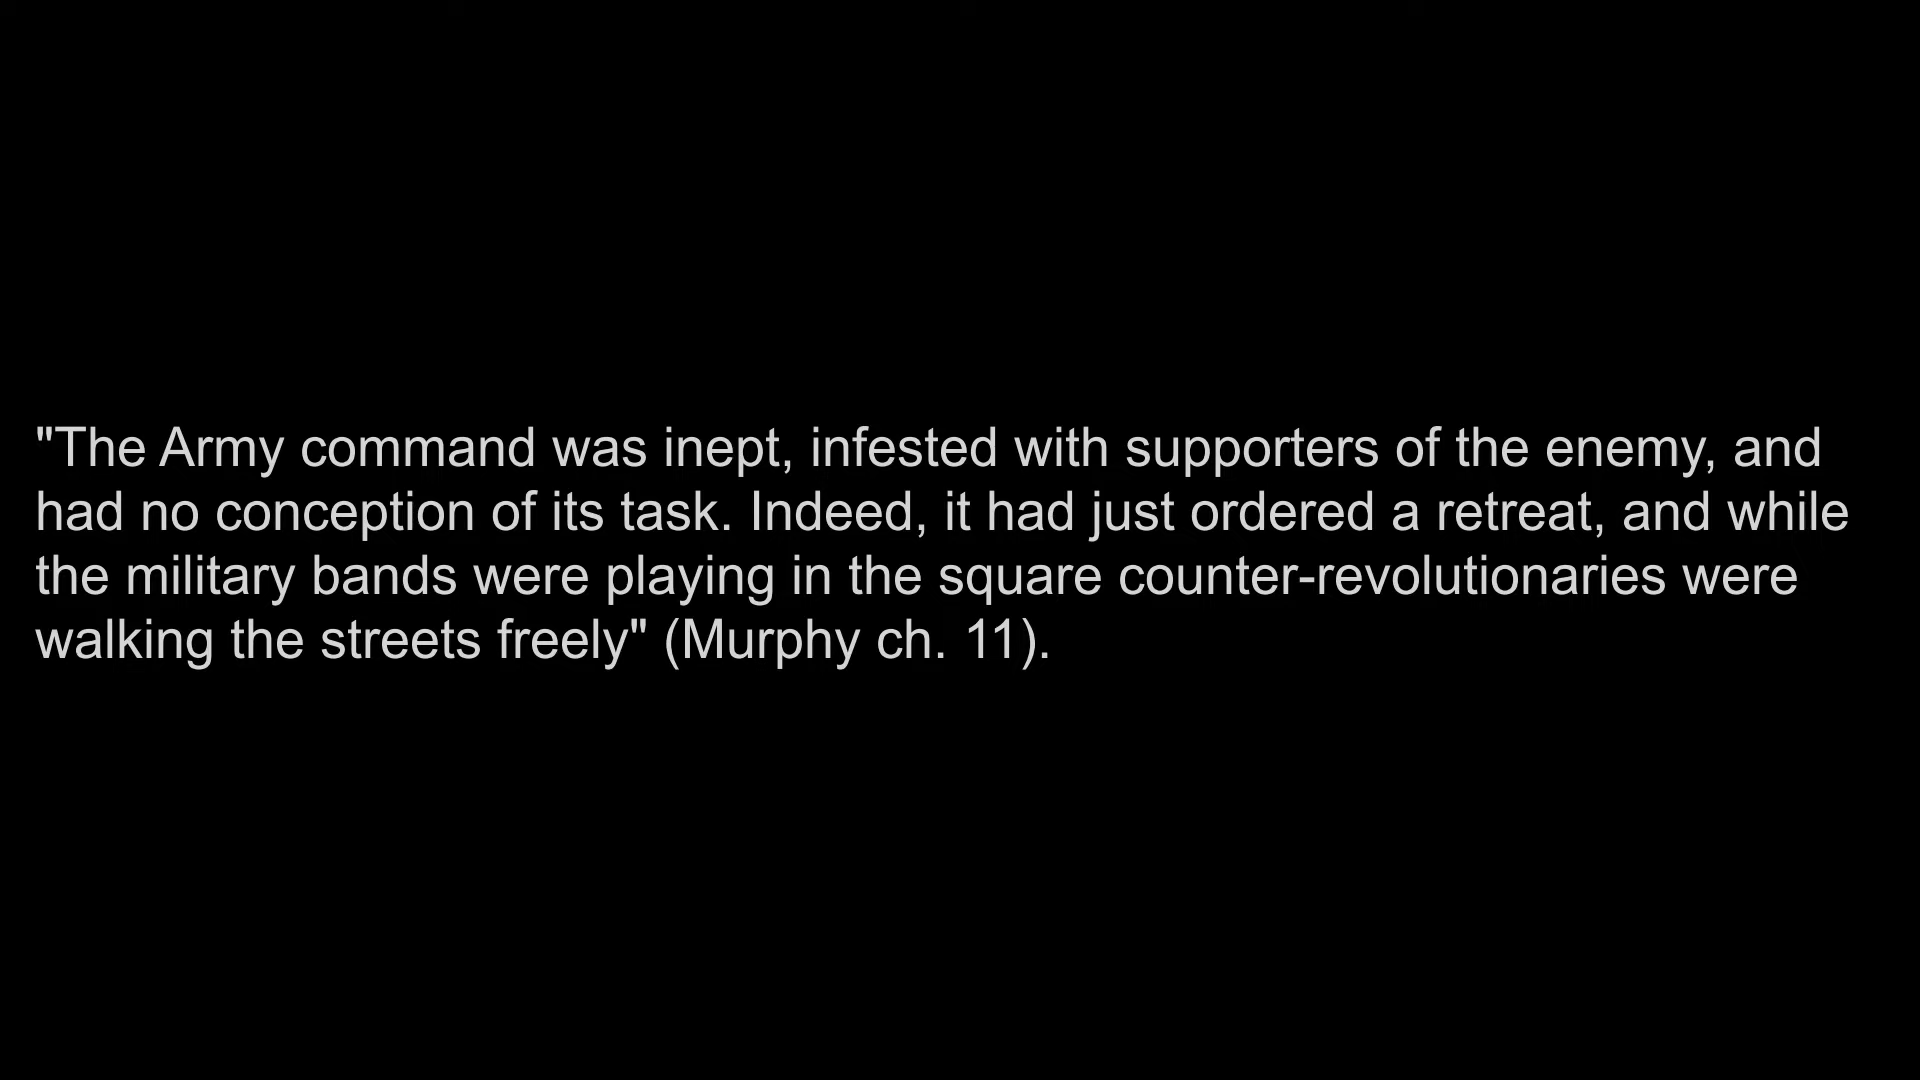 "The Army command was inept, infested with supporters of the enemy, and
had no conception of its task. Indeed, it had just ordered a retreat, and while
the military bands were playing in the square counter-revolutionaries were
walking the streets freely" (Murphy ch. 11).